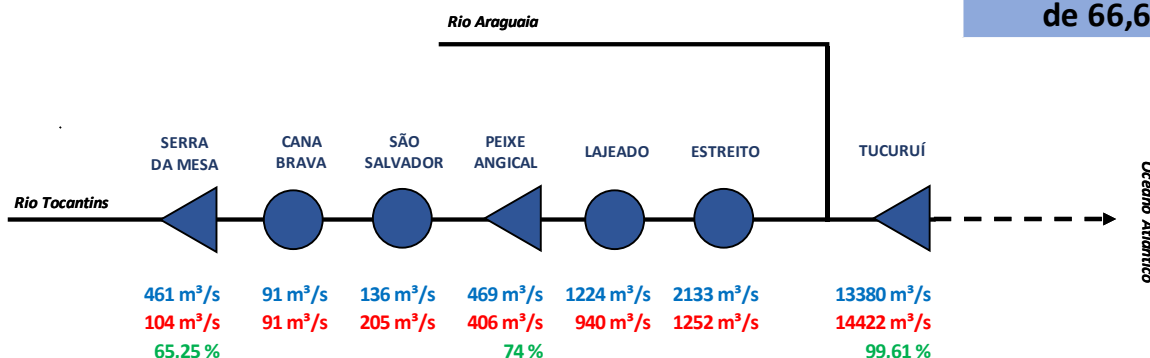 de 66,6
Rio Araguaia
SERRA
DA MESA
CANA
BRAVA
SÃO
SALVADOR
PEIXE
ANGICAL
LAJEADO
ESTREITO
TUCURUÍ
Rio Tocantins
Oceano Atlântico
461 m³/s 91 m³/s 136 m³/s 469 m³/s 1224 m³/s 2133 m³/s 13380 m³/s
104 m³/s 91 m³/s 205 m³/s 406 m³/s 940 m³/s 1252 m³/s 14422 m³/s
65.25 % 74 % 99.61 %